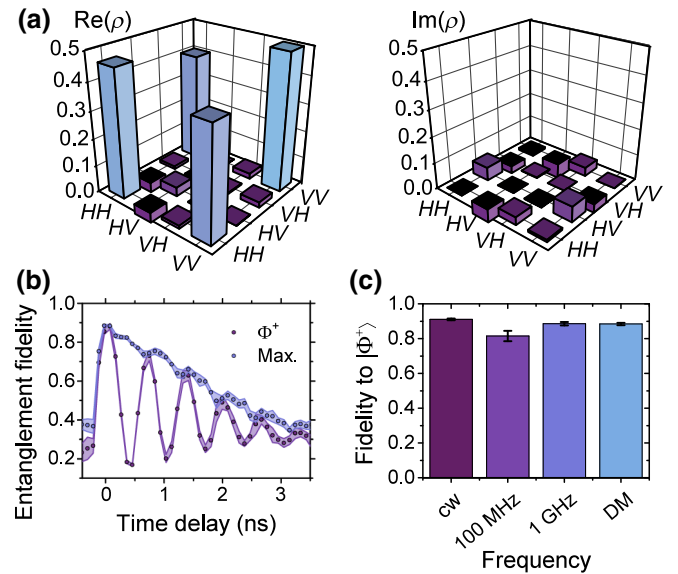 (a) Re(ρ) Im(ρ)
0.5 0.5
0.4 0.4
0.3 0.3
0.2 0.2
0.1 0.1
0.0 0.0
HH HV VH VV HH HV VH VV
HH HV VH VV HH HV VH VV
(b) (c)
1.0
0.8
0.6
0.4
0.2
Entanglement fidelity
Φ⁺
Max.
0 1 2 3
Time delay (ns)
1.0
0.8
0.6
0.4
0.2
0.0
Fidelity to |Φ⁺⟩
cw 100 MHz 1 GHz DM
Frequency